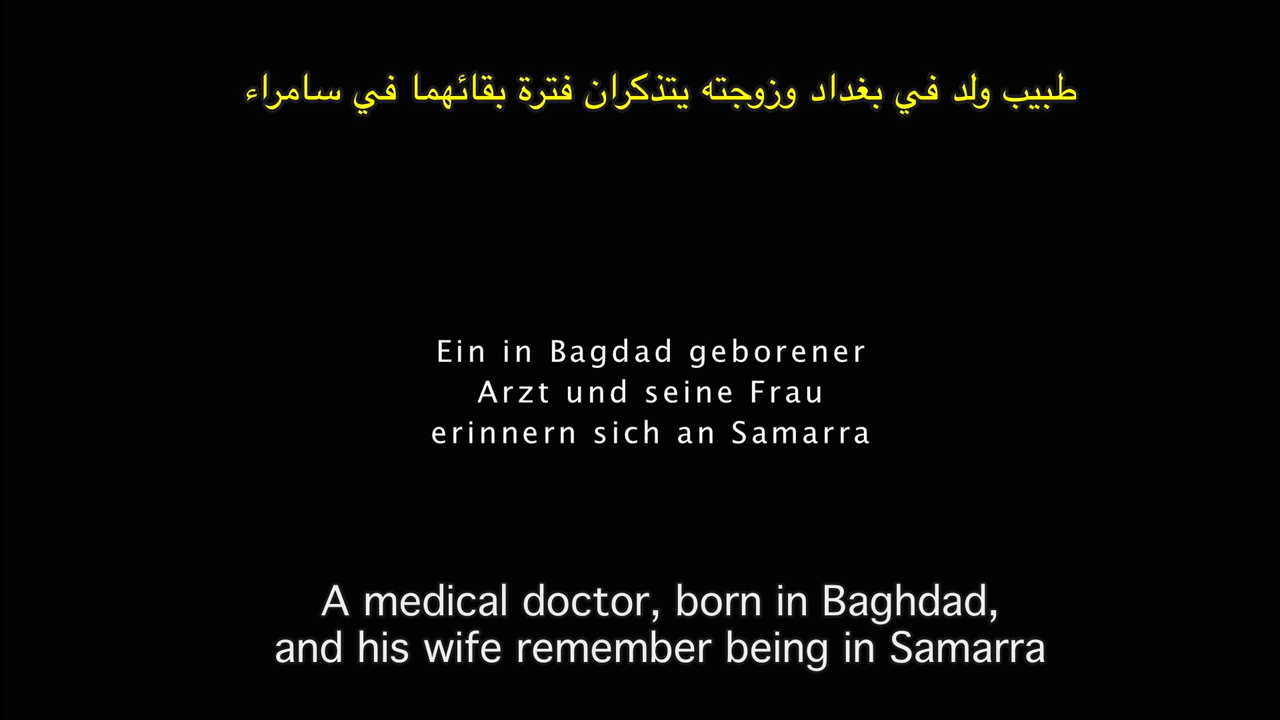 طبيب ولد في بغداد وزوجته يتذكران فترة بقائهما في سامراء
Ein in Bagdad geborener
Arzt und seine Frau
erinnern sich an Samarra
A medical doctor, born in Baghdad,
and his wife remember being in Samarra